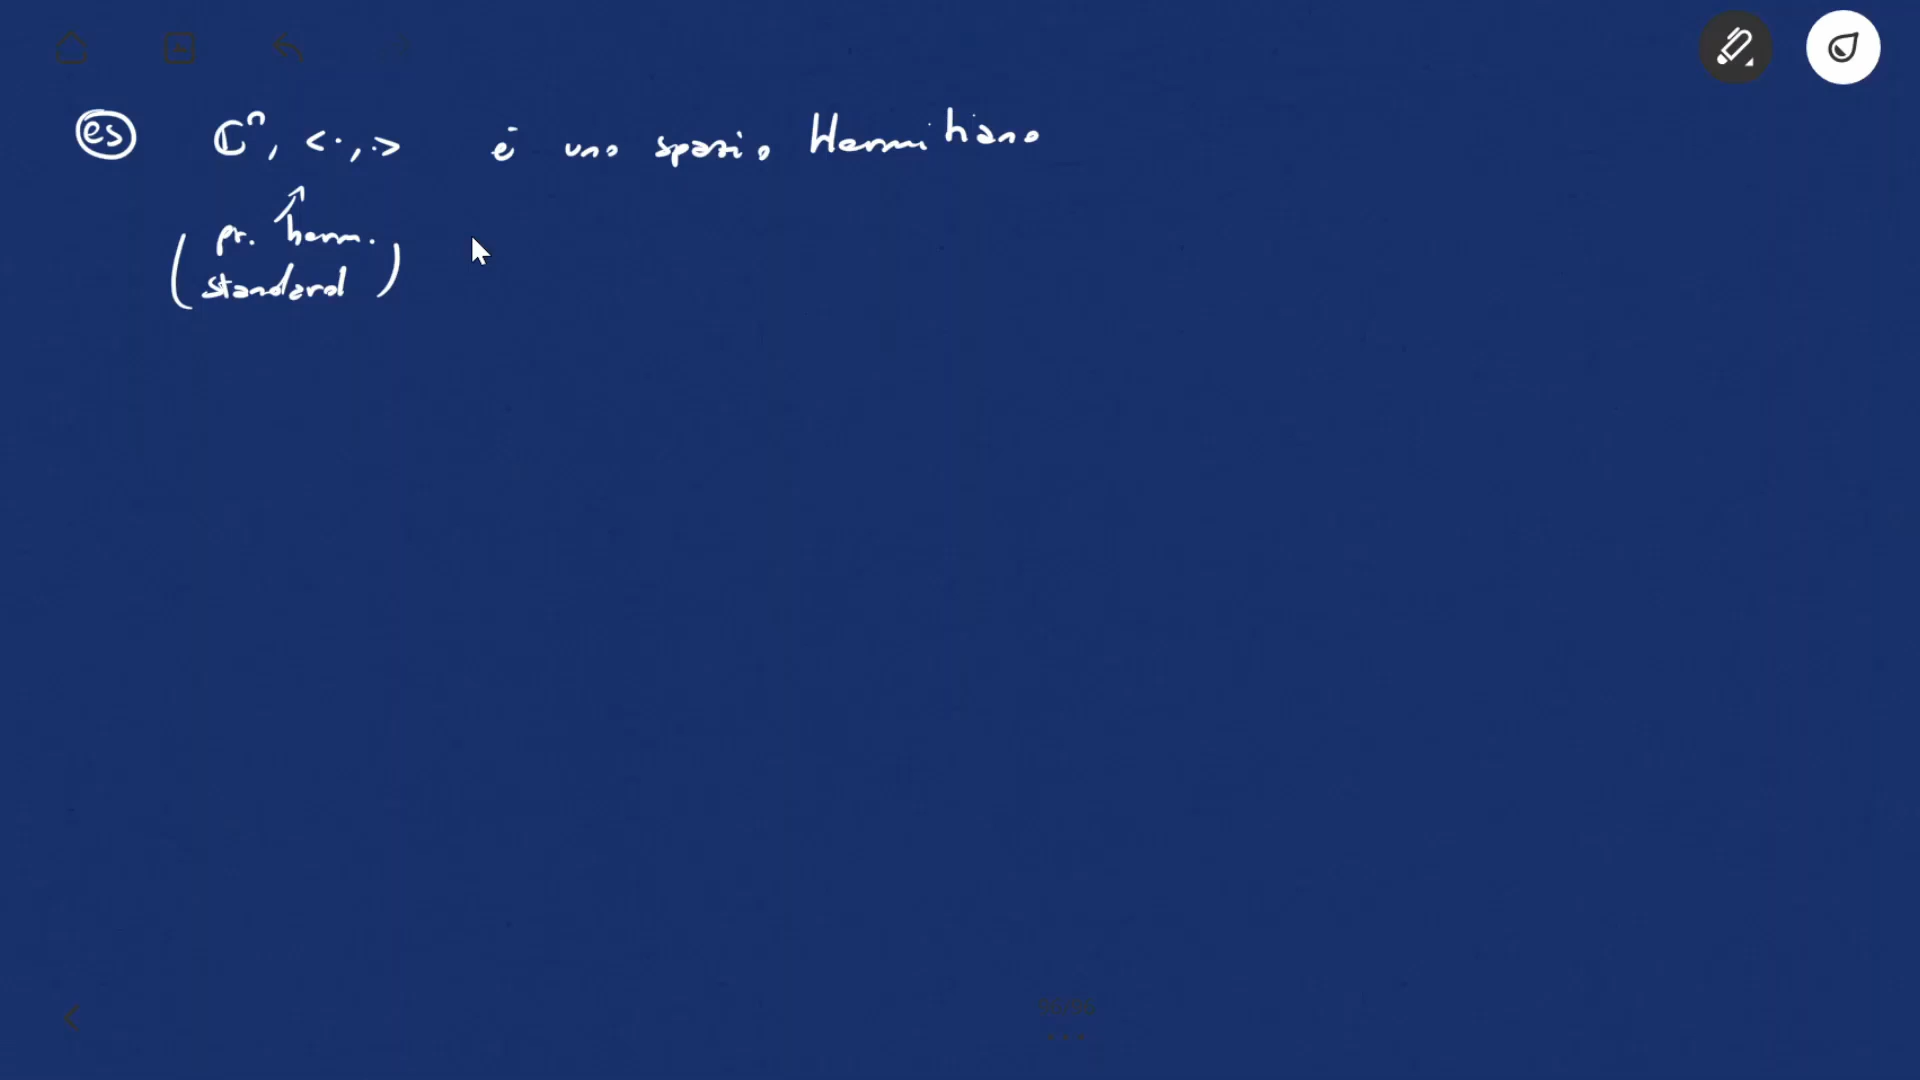 es ℂⁿ, <·,·> è uno spazio Hermitiano
( pr. herm.
standard )